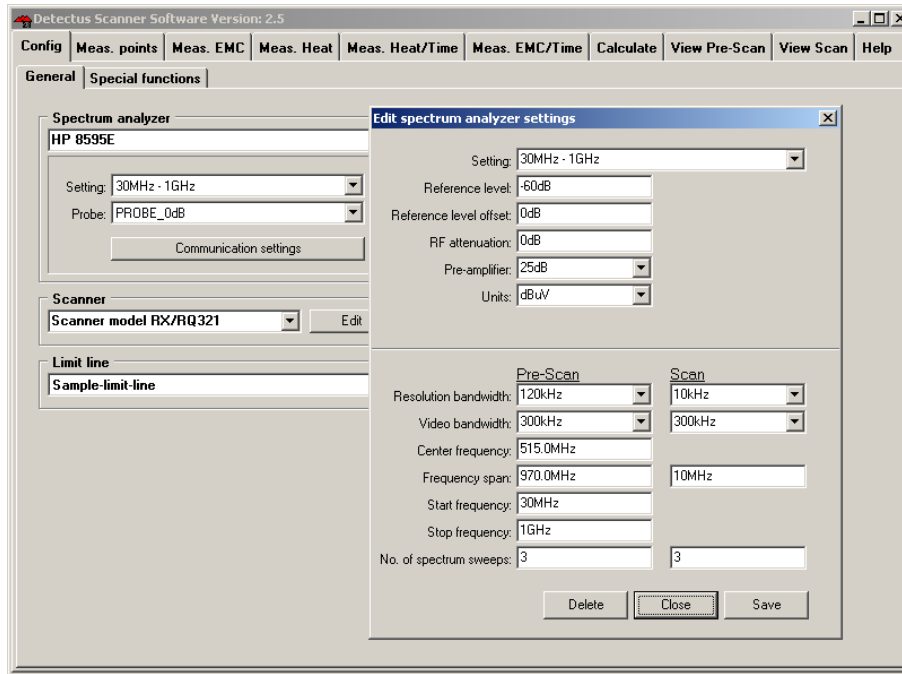 Detectus Scanner Software Version: 2.5
Config Meas. points Meas. EMC Meas. Heat Meas. Heat/Time Meas. EMC/Time Calculate View Pre-Scan View Scan Help
General Special functions
Spectrum analyzer
HP 8595E
Setting: 30MHz - 1GHz
Probe: PROBE_0dB
Communication settings
Scanner
Scanner model RX/RQ321 Edit
Limit line
Sample-limit-line
Edit spectrum analyzer settings
Setting: 30MHz - 1GHz
Reference level: -60dB
Reference level offset: 0dB
RF attenuation: 0dB
Pre-amplifier: 25dB
Units: dBuV
Pre-Scan Scan
Resolution bandwidth: 120kHz 10kHz
Video bandwidth: 300kHz 300kHz
Center frequency: 515.0MHz
Frequency span: 970.0MHz 10MHz
Start frequency: 30MHz
Stop frequency: 1GHz
No. of spectrum sweeps: 3 3
Delete Close Save